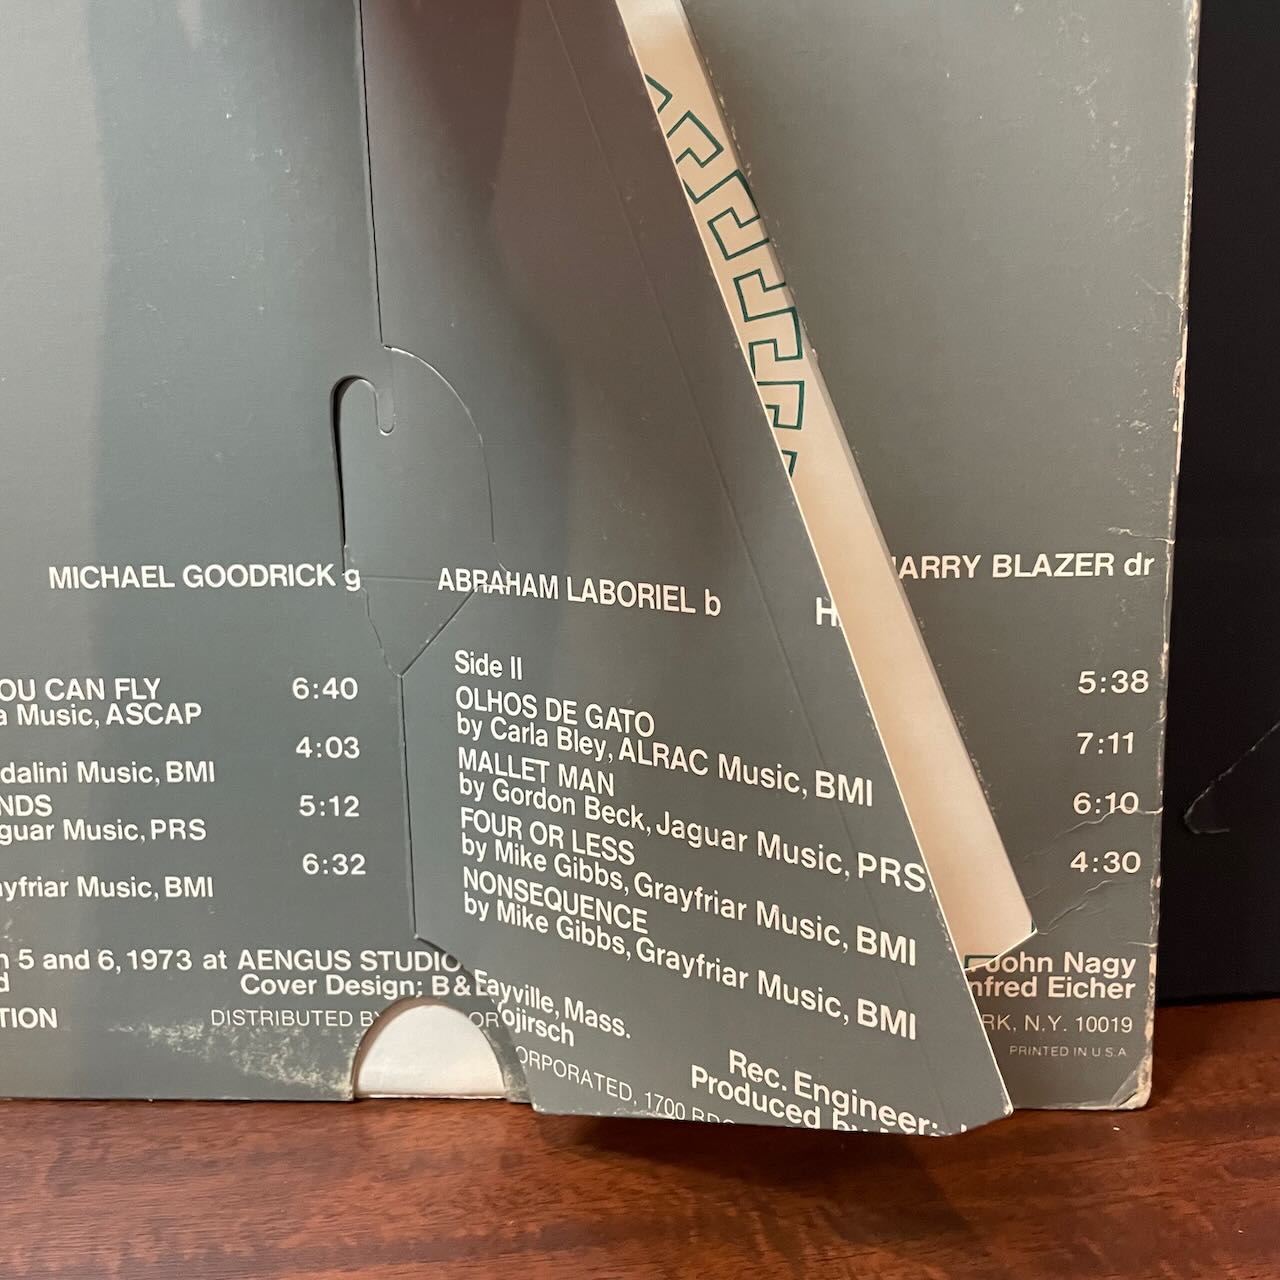 MICHAEL GOODRICK g
ABRAHAM LABORIEL b
H
ARRY BLAZER dr
OU CAN FLY 6:40
a Music, ASCAP
4:03
dalini Music, BMI
NDS 5:12
guar Music, PRS
6:32
ayfriar Music, BMI
Side II
OLHOS DE GATO 5:38
by Carla Bley, ALRAC Music, BMI
MALLET MAN 7:11
by Gordon Beck, Jaguar Music, PRS
FOUR OR LESS 6:10
by Mike Gibbs, Grayfriar Music, BMI
NONSEQUENCE 4:30
by Mike Gibbs, Grayfriar Music, BMI
h 5 and 6, 1973 at AENGUS STUDIO
Fayville, Mass.
Rec. Engineer:
John Nagy
d
Cover Design: B &
ojirsch
Produced by
nfred Eicher
TION
DISTRIBUTED BY
OR
ORPORATED, 1700
RK, N.Y. 10019
PRINTED IN U.S.A.